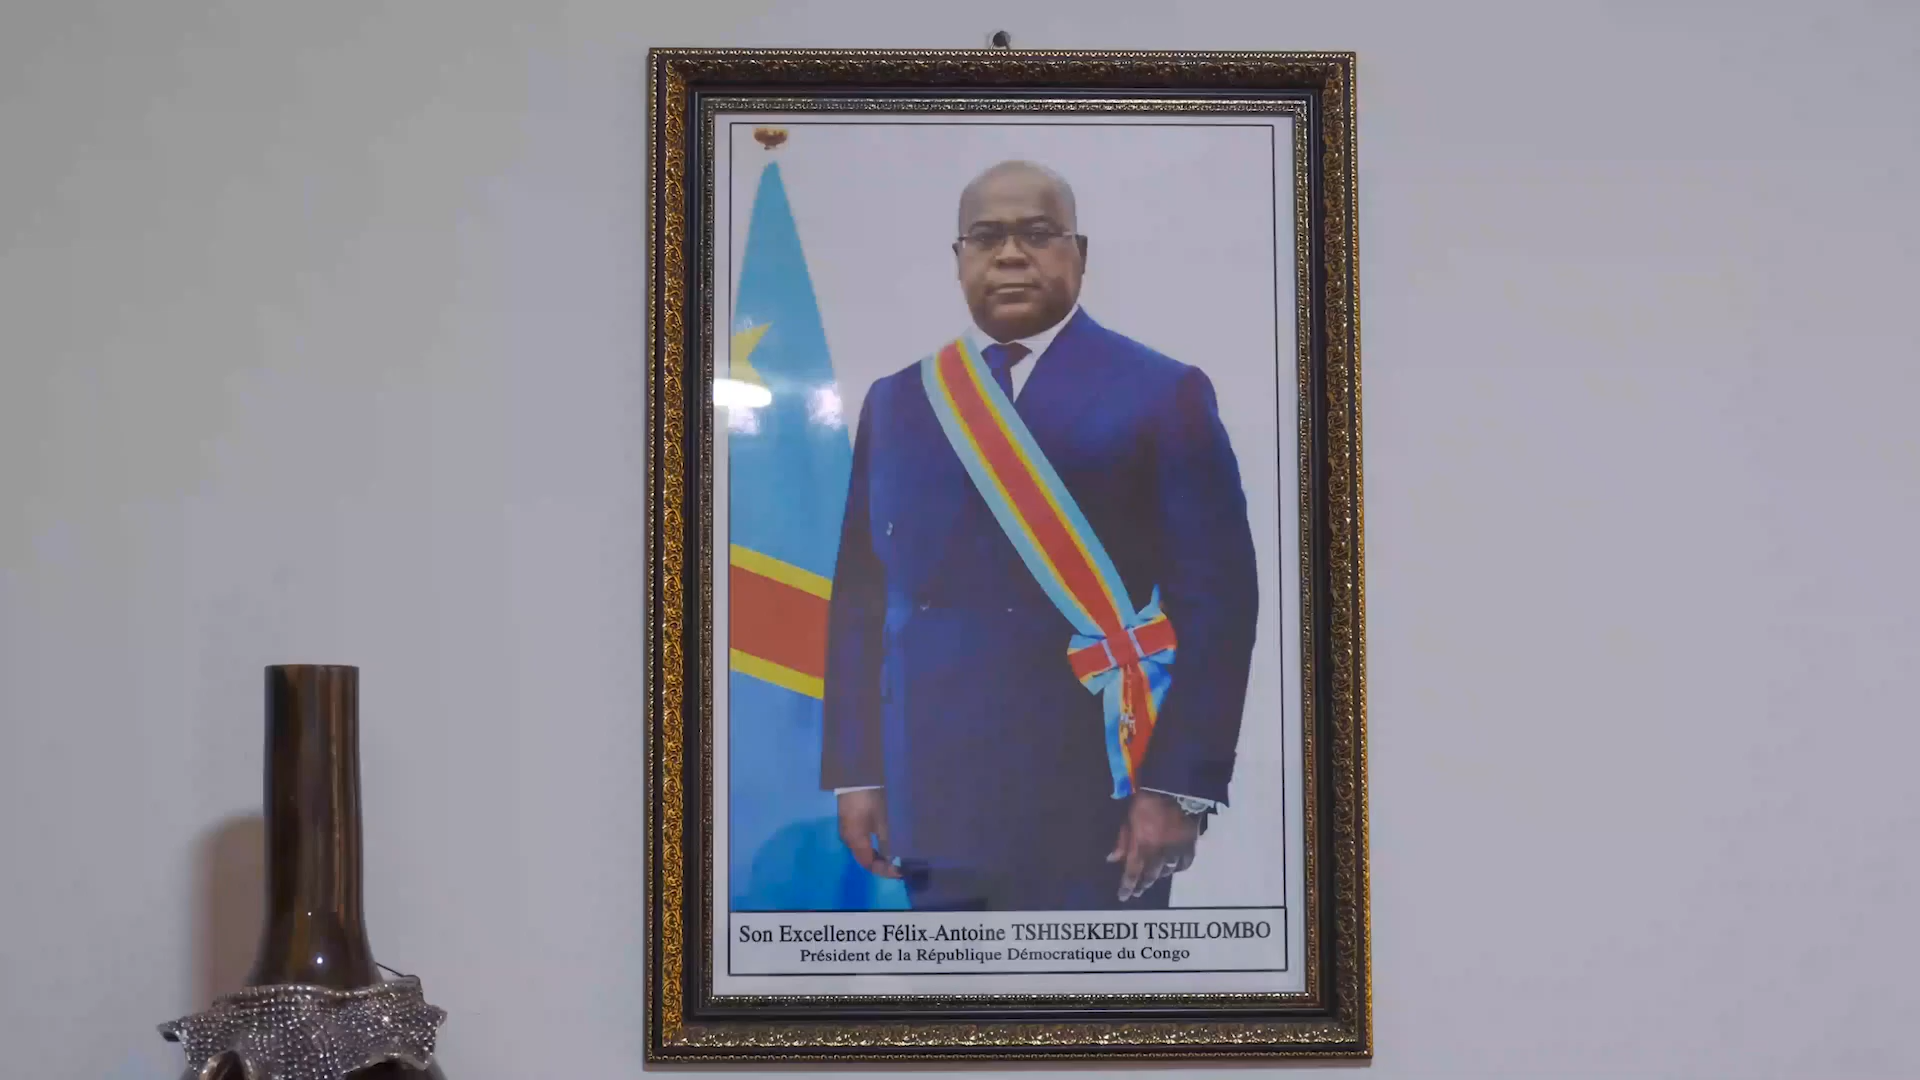 Son Excellence Félix-Antoine TSHISEKEDI TSHILOMBO
Président de la République Démocratique du Congo